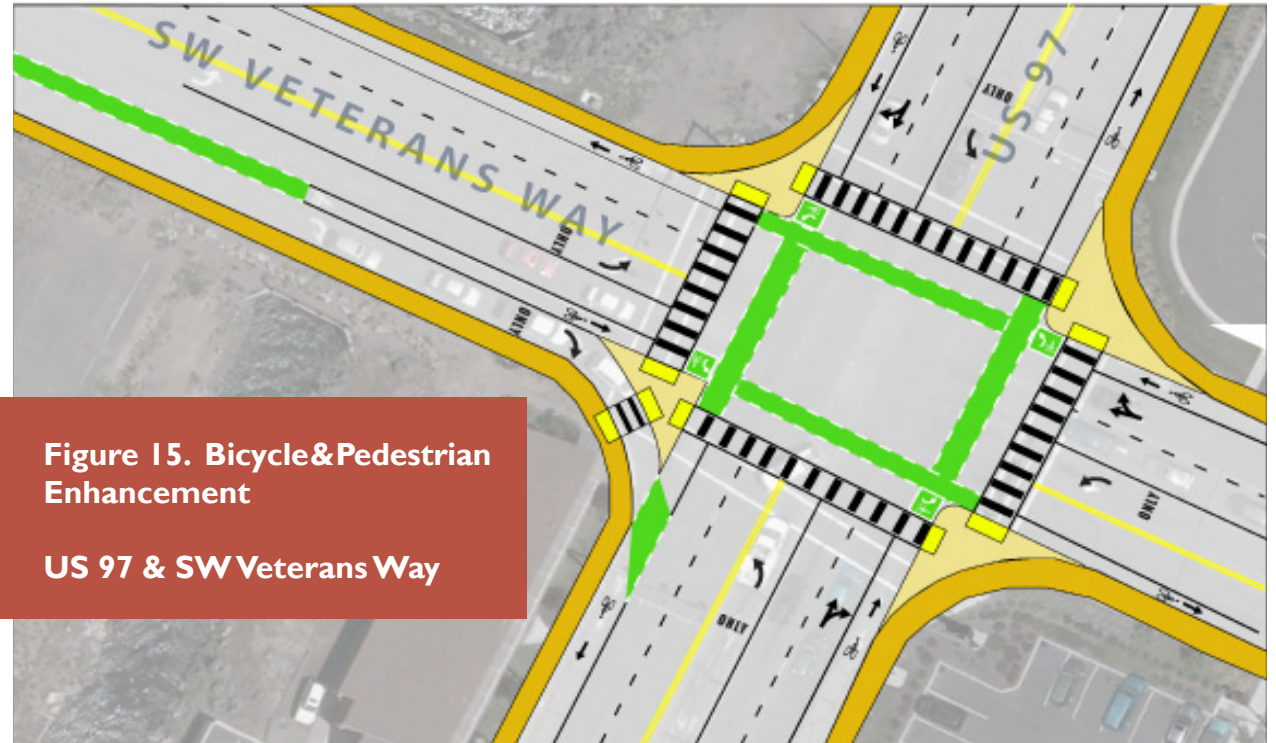 SW VETERANS WAY
US 97
ONLY
ONLY
ONLY
ONLY
ONLY
Figure 15. Bicycle&Pedestrian
Enhancement
US 97 & SW Veterans Way